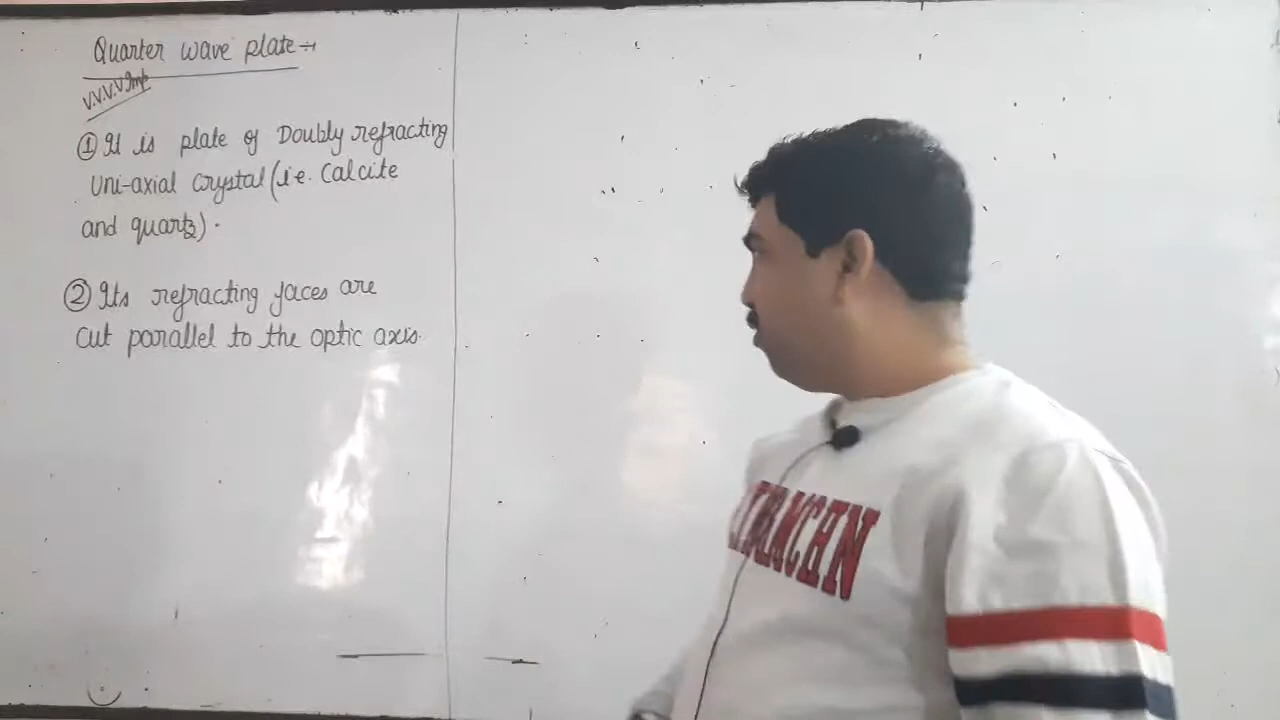 Quarter wave plate →
V.V.V.V Imp
① It is plate of Doubly refracting
Uni-axial crystal (i.e. Calcite
and quartz).
② Its refracting faces are
cut parallel to the optic axis.